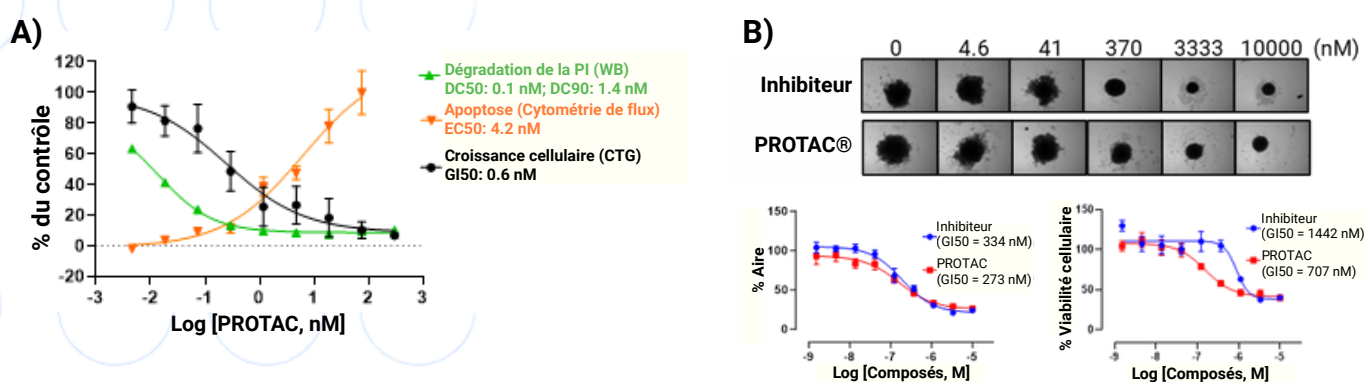 A)
120
100
80
60
40
20
0
-20
-3 -2 -1 0 1 2 3
% du contrôle
Log [PROTAC, nM]
Dégradation de la PI (WB)
DC50: 0.1 nM; DC90: 1.4 nM
Apoptose (Cytométrie de flux)
EC50: 4.2 nM
Croissance cellulaire (CTG)
GI50: 0.6 nM
B)
0 4.6 41 370 3333 10000 (nM)
Inhibiteur
PROTAC®
150
100
50
0
-9 -8 -7 -6 -5
% Aire
Log [Composés, M]
Inhibiteur
(GI50 = 334 nM)
PROTAC
(GI50 = 273 nM)
150
100
50
0
-9 -8 -7 -6 -5
% Viabilité cellulaire
Log [Composés, M]
Inhibiteur
(GI50 = 1442 nM)
PROTAC
(GI50 = 707 nM)